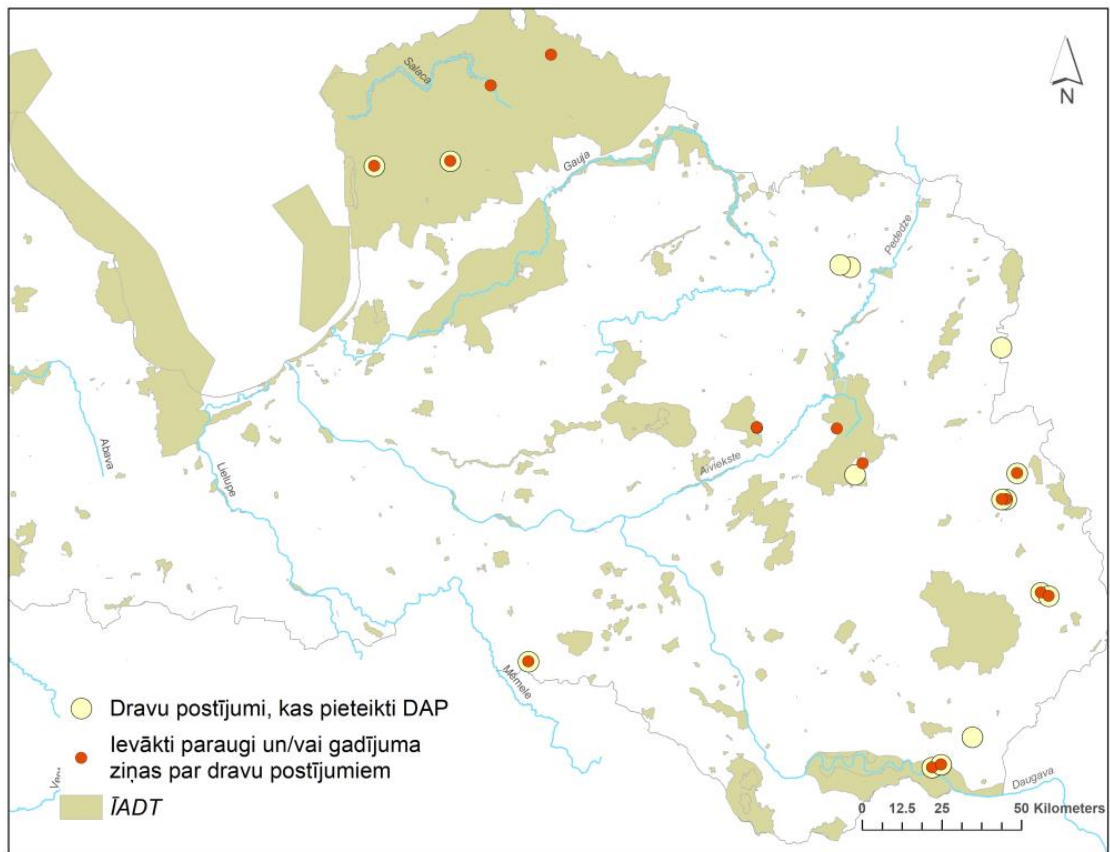 Salaca
N
Gauja
Pededze
Abava
Lielupe
Aiviekste
Mēmele
Dravu postījumi, kas pieteikti DAP
Ievākti paraugi un/vai gadījuma
ziņas par dravu postījumiem
ĪADT
Daugava
0 12.5 25 50 Kilometers